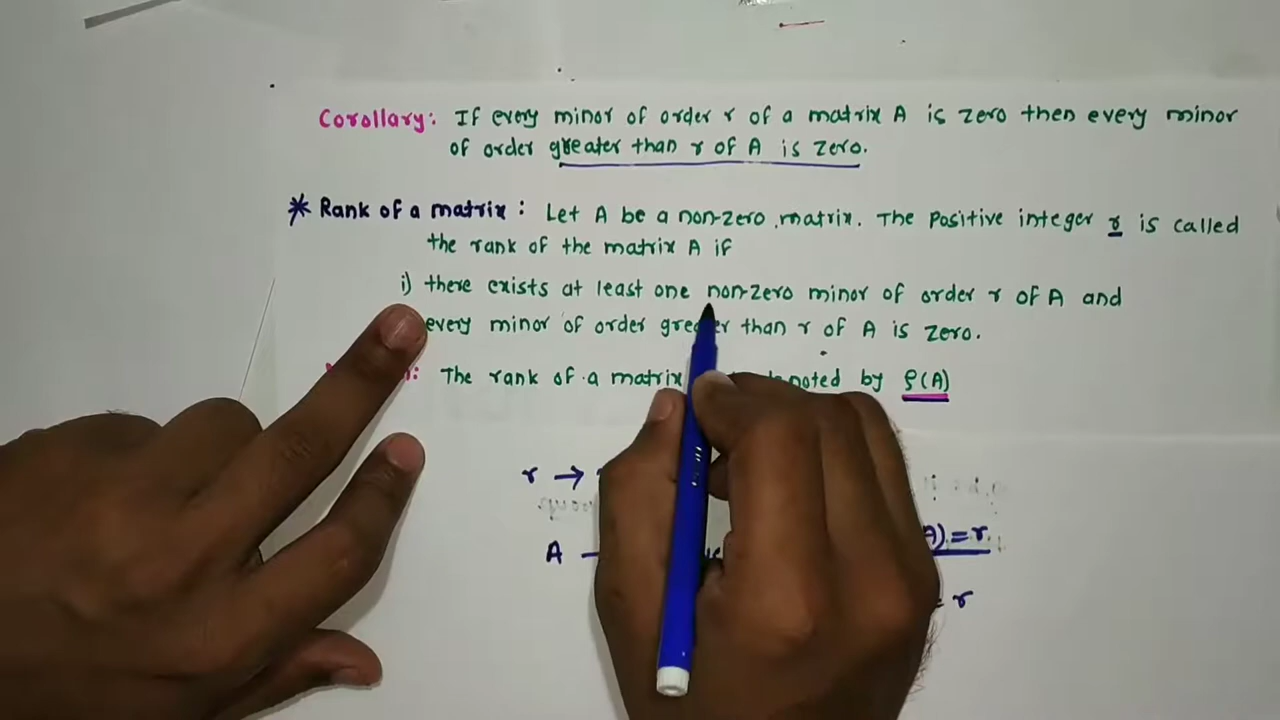 Corollary: If every minor of order r of a matrix A is zero then every minor
of order greater than r of A is zero.
* Rank of a matrix: Let A be a non-zero matrix. The positive integer r is called
the rank of the matrix A if
i) there exists at least one non-zero minor of order r of A and
every minor of order greater than r of A is zero.
The rank of a matrix denoted by ρ(A)
r →
A) = r
A
= r